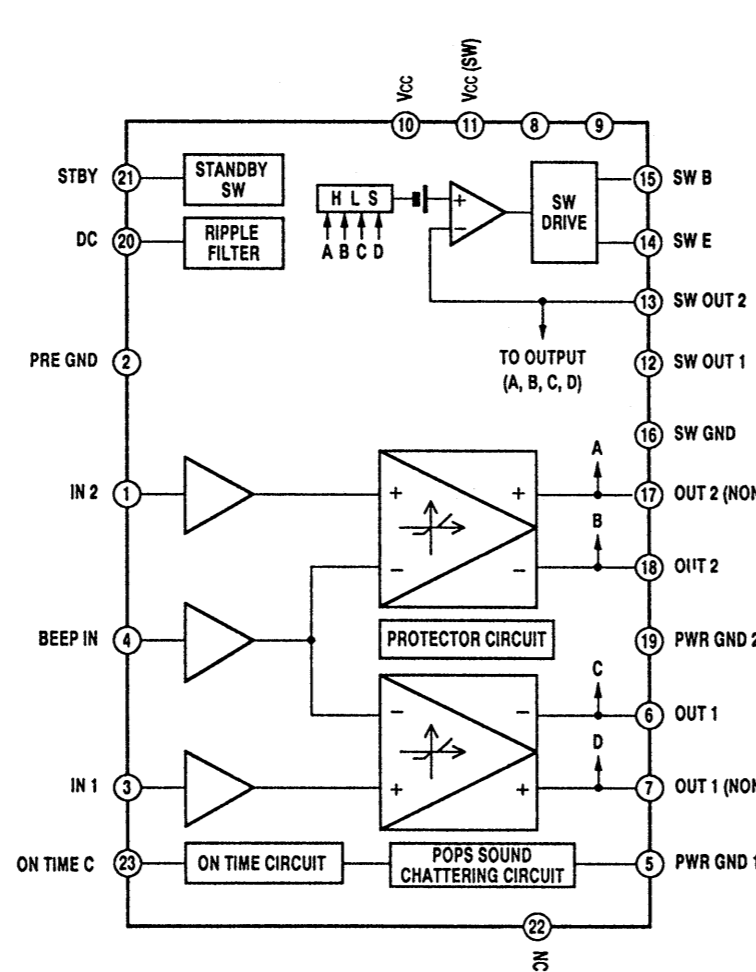 VCC
VCC (SW)
10
11
8
9
STBY
21
STANDBY
SW
DC
20
RIPPLE
FILTER
H L S
A B C D
+
−
SW
DRIVE
15
SW B
14
SW E
13
SW OUT 2
TO OUTPUT
(A, B, C, D)
PRE GND
2
12
SW OUT 1
16
SW GND
IN 2
1
+
+
A
17
OUT 2 (NON
−
−
B
18
OUT 2
BEEP IN
4
PROTECTOR CIRCUIT
19
PWR GND 2
−
−
C
6
OUT 1
IN 1
3
+
+
D
7
OUT 1 (NON
ON TIME C
23
ON TIME CIRCUIT
POPS SOUND
CHATTERING CIRCUIT
5
PWR GND 1
22
NC